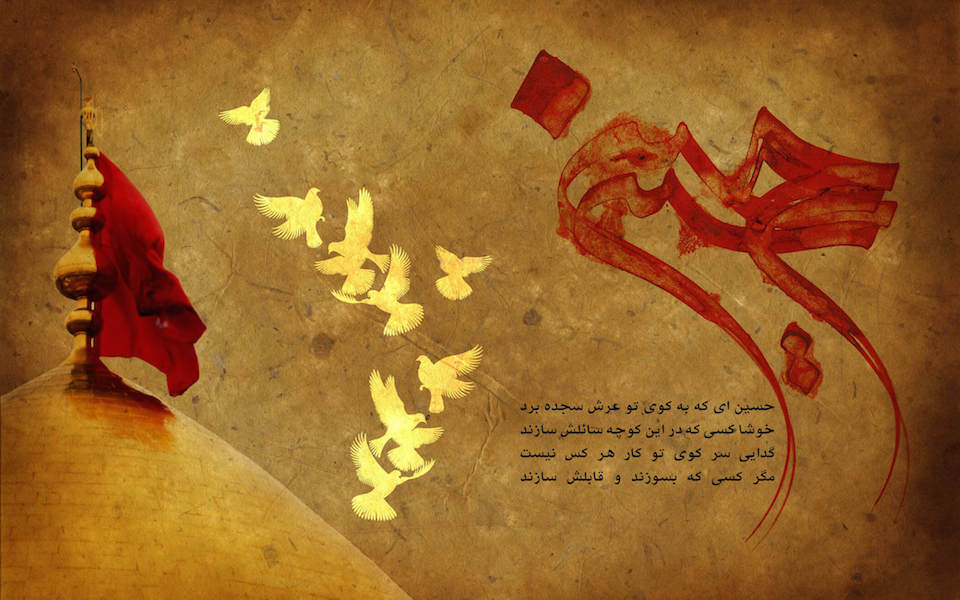 حسین
حسین ای که به کوی تو عرش سجده برد
خوشا کسی که در این کوچه سائلش سازند
گدایی سر کوی تو کار هر کس نیست
مگر کسی که بسوزند و قابلش سازند